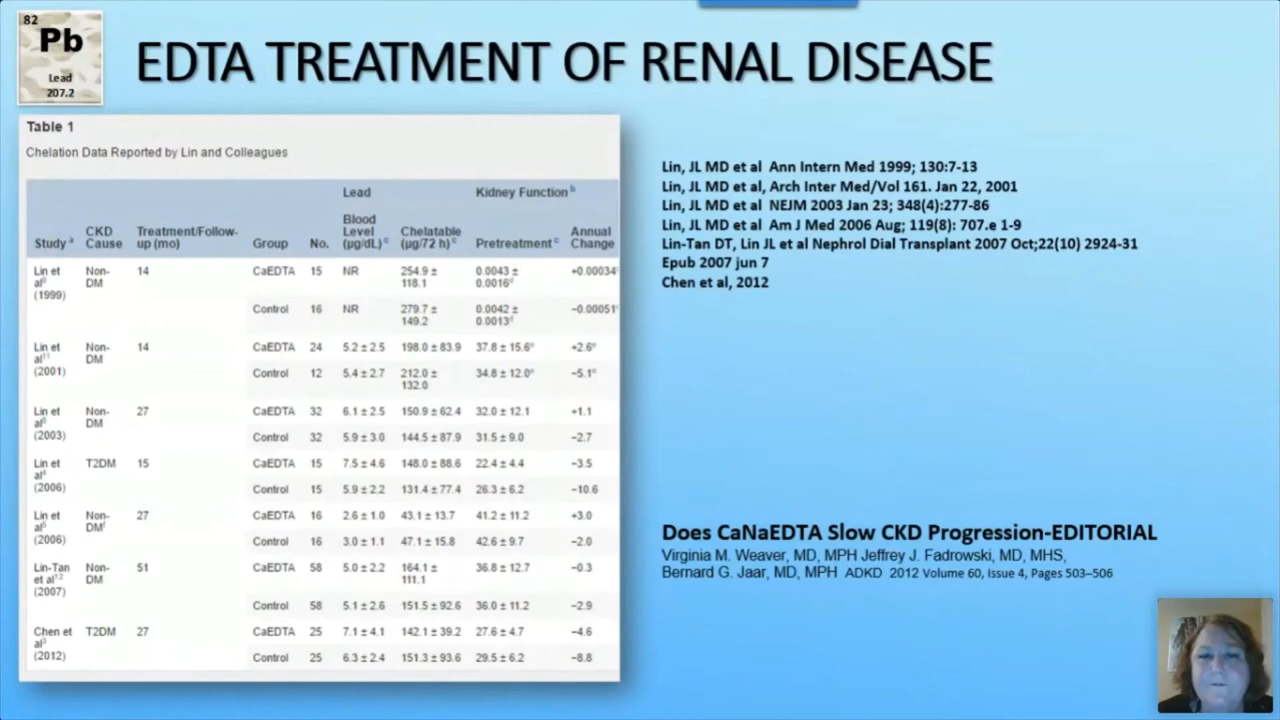 82
Pb
Lead
207.2
EDTA TREATMENT OF RENAL DISEASE
Table 1
Chelation Data Reported by Lin and Colleagues
Lead Kidney Function b
Study a CKD Cause Treatment/Follow-up (mo) Group No. Blood Level (µg/dL) c Chelatable (µg/72 h) c Pretreatment c Annual Change
Lin et al (1999) Non-DM 14 CaEDTA 15 NR 254.9 ± 118.1 0.0043 ± 0.0016 d +0.00034
Control 16 NR 279.7 ± 149.2 0.0042 ± 0.0013 d −0.00051
Lin et al 11 (2001) Non-DM 14 CaEDTA 24 5.2 ± 2.5 198.0 ± 83.9 37.8 ± 15.6 e +2.6 e
Control 12 5.4 ± 2.7 212.0 ± 132.0 34.8 ± 12.0 e −5.1 e
Lin et al (2003) Non-DM 27 CaEDTA 32 6.1 ± 2.5 150.9 ± 62.4 32.0 ± 12.1 +1.1
Control 32 5.9 ± 3.0 144.5 ± 87.9 31.5 ± 9.0 −2.7
Lin et al (2006) T2DM 15 CaEDTA 15 7.5 ± 4.6 148.0 ± 88.6 22.4 ± 4.4 −3.5
Control 15 5.9 ± 2.2 131.4 ± 77.4 26.3 ± 6.2 −10.6
Lin et al (2006) Non-DM f 27 CaEDTA 16 2.6 ± 1.0 43.1 ± 13.7 41.2 ± 11.2 +3.0
Control 16 3.0 ± 1.1 47.1 ± 15.8 42.6 ± 9.7 −2.0
Lin-Tan et al 12 (2007) Non-DM 51 CaEDTA 58 5.0 ± 2.2 164.1 ± 111.1 36.8 ± 12.7 −0.3
Control 58 5.1 ± 2.6 151.5 ± 92.6 36.0 ± 11.2 −2.9
Chen et al (2012) T2DM 27 CaEDTA 25 7.1 ± 4.1 142.1 ± 39.2 27.6 ± 4.7 −4.6
Control 25 6.3 ± 2.4 151.3 ± 93.6 29.5 ± 6.2 −8.8
Lin, JL MD et al Ann Intern Med 1999; 130:7-13
Lin, JL MD et al, Arch Inter Med/Vol 161. Jan 22, 2001
Lin, JL MD et al NEJM 2003 Jan 23; 348(4):277-86
Lin, JL MD et al Am J Med 2006 Aug; 119(8): 707.e 1-9
Lin-Tan DT, Lin JL et al Nephrol Dial Transplant 2007 Oct;22(10) 2924-31
Epub 2007 jun 7
Chen et al, 2012
Does CaNaEDTA Slow CKD Progression-EDITORIAL
Virginia M. Weaver, MD, MPH Jeffrey J. Fadrowski, MD, MHS,
Bernard G. Jaar, MD, MPH ADKD 2012 Volume 60, Issue 4, Pages 503–506